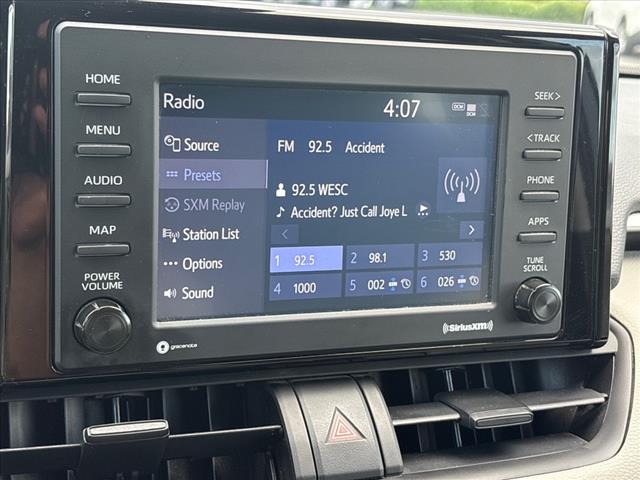 HOME
MENU
AUDIO
MAP
POWER
VOLUME
Radio
4:07
DCM
DCM
Source
Presets
SXM Replay
Station List
Options
Sound
FM 92.5 Accident
92.5 WESC
Accident? Just Call Joye L
1 92.5
2 98.1
3 530
4 1000
5 002
6 026
SEEK >
< TRACK
PHONE
APPS
TUNE
SCROLL
gracenote
((SiriusXM))